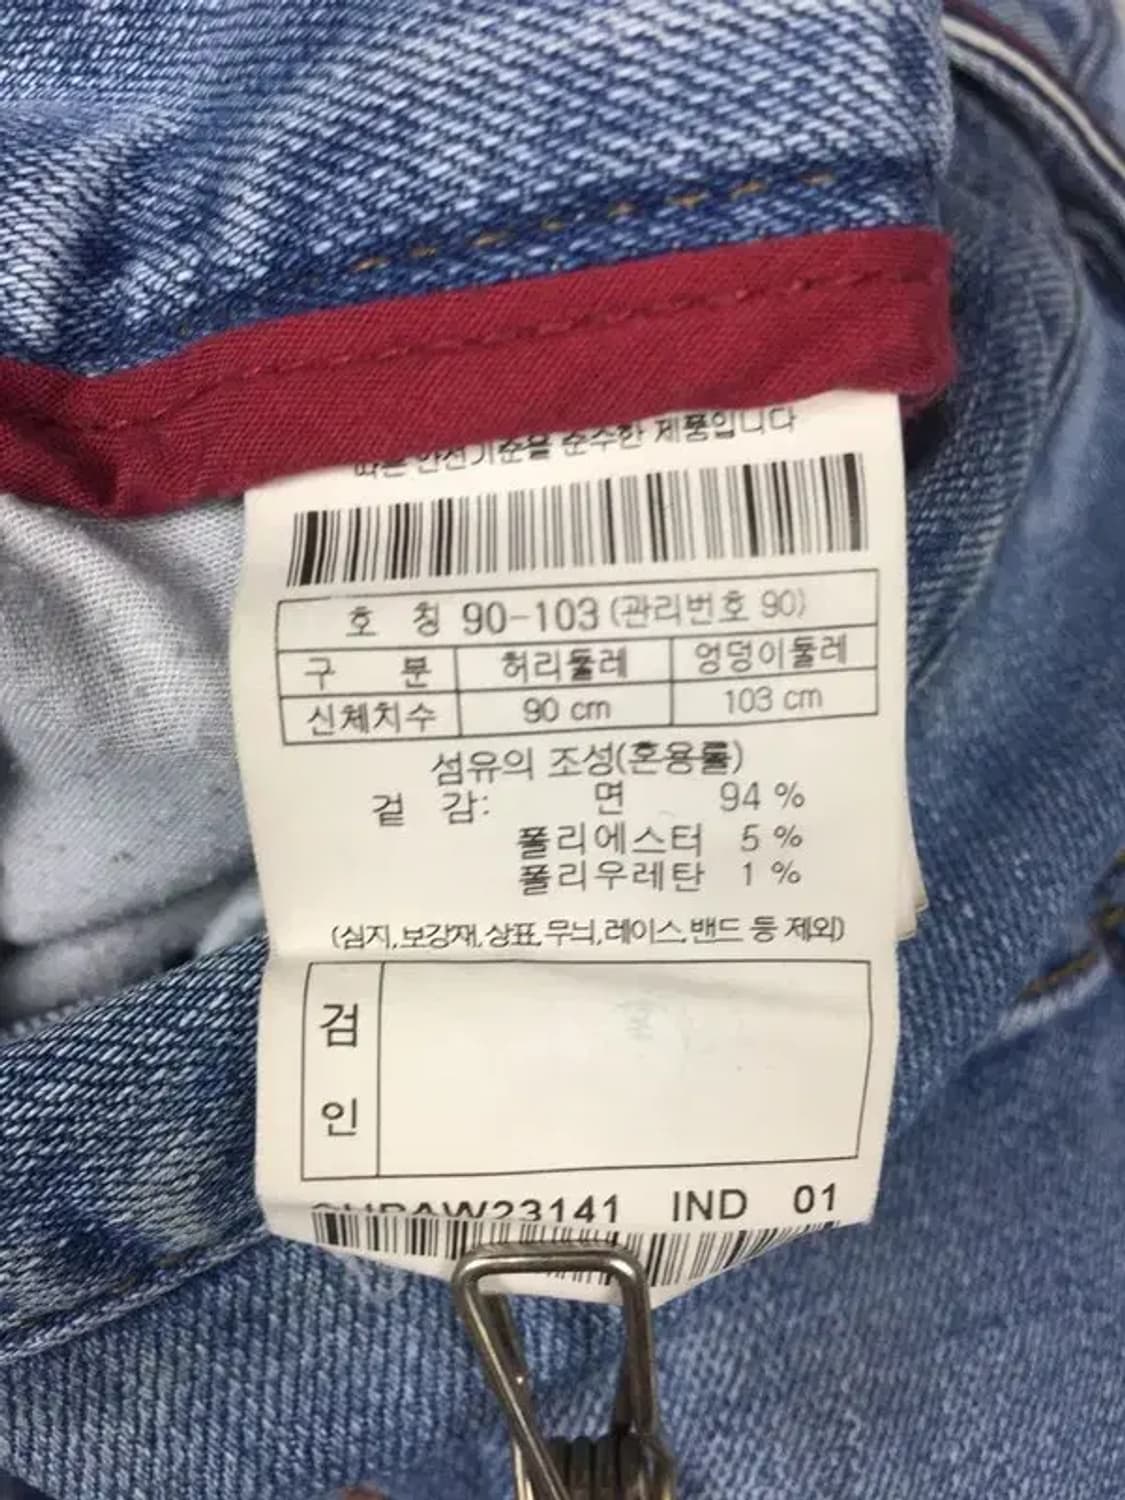 안전기준을 준수한 제품입니다
호 칭 90-103 (관리번호 90)
구 분 허리둘레 엉덩이둘레
신체치수 90 cm 103 cm
섬유의 조성(혼용률)
겉 감: 면 94 %
폴리에스터 5 %
폴리우레탄 1 %
(심지,보강재,상표,무늬,레이스,밴드 등 제외)
검
인
IND 01